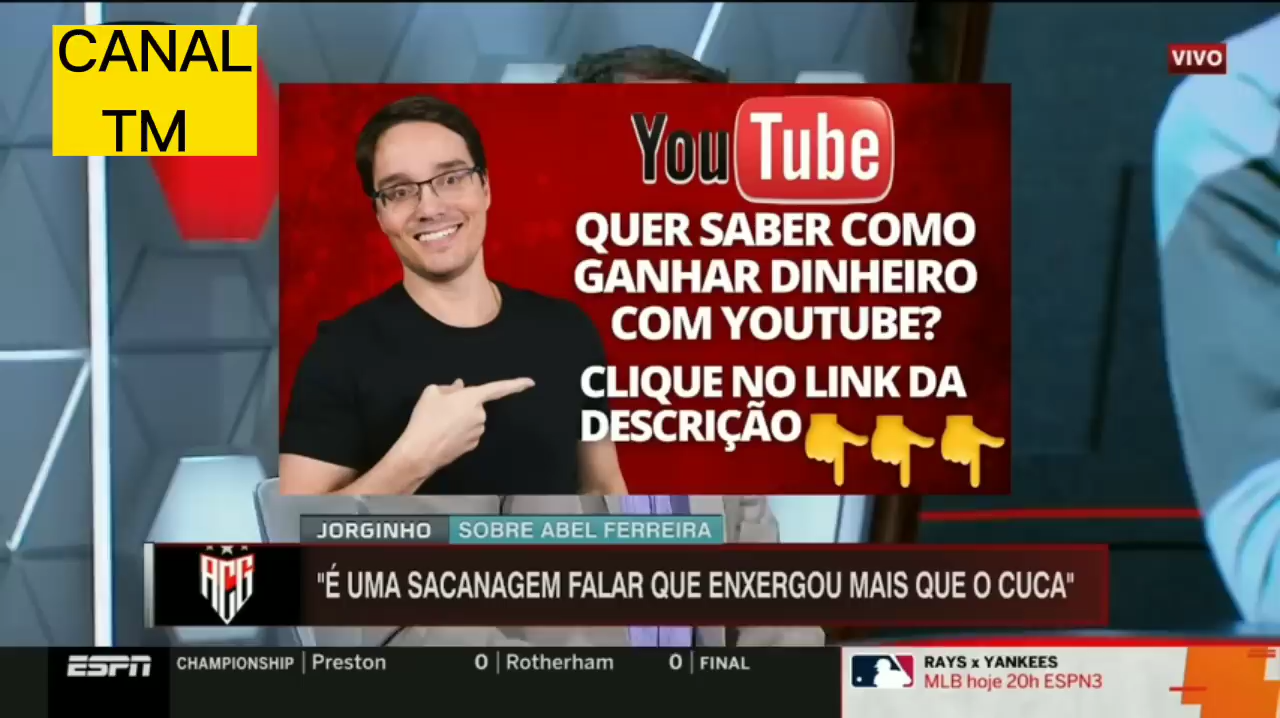 CANAL
TM
VIVO
YouTube
QUER SABER COMO
GANHAR DINHEIRO
COM YOUTUBE?
CLIQUE NO LINK DA
DESCRIÇÃO
JORGINHO SOBRE ABEL FERREIRA
ACG
"É UMA SACANAGEM FALAR QUE ENXERGOU MAIS QUE O CUCA"
ESPN CHAMPIONSHIP Preston 0 Rotherham 0 FINAL
RAYS x YANKEES
MLB hoje 20h ESPN3